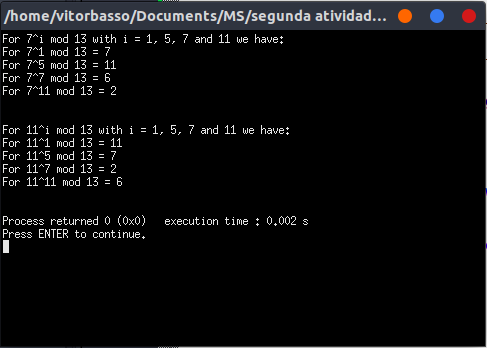 /home/vitorbasso/Documents/MS/segunda atividad...
For 7^i mod 13 with i = 1, 5, 7 and 11 we have:
7^1 mod 13 = 7
For 7^5 mod 13 = 11
For 7^7 mod 13 = 6
For 7^11 mod 13 = 2
For 11^i mod 13 with i = 1, 5, 7 and 11 we have:
For 11^1 mod 13 = 11
For 11^5 mod 13 = 7
For 11^7 mod 13 = 2
For 11^11 mod 13 = 6
Process returned 0 (0x0)   execution time : 0.002 s
Press ENTER to continue.